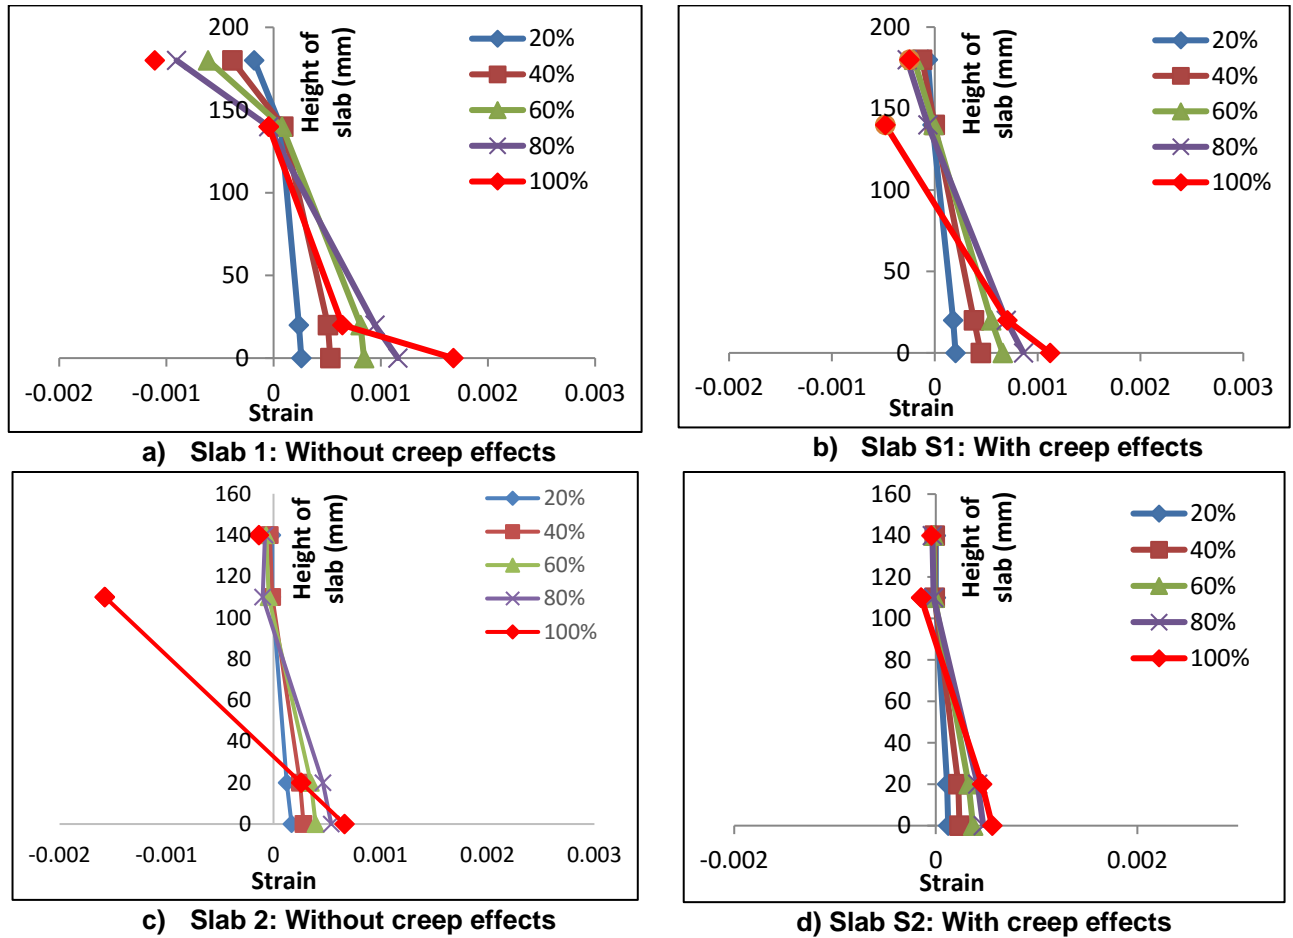 200
150
100
50
0
-0.002 -0.001 0 0.001 0.002 0.003
Height of
slab (mm)
Strain
20%
40%
60%
80%
100%
a) Slab 1: Without creep effects
200
150
100
50
0
-0.002 -0.001 0 0.001 0.002 0.003
Height of
slab (mm)
Strain
20%
40%
60%
80%
100%
b) Slab S1: With creep effects
160
140
120
100
80
60
40
20
0
-0.002 -0.001 0 0.001 0.002 0.003
Height of
slab (mm)
Strain
20%
40%
60%
80%
100%
c) Slab 2: Without creep effects
160
140
120
100
80
60
40
20
0
-0.002 0 0.002
Height of
slab (mm)
Strain
20%
40%
60%
80%
100%
d) Slab S2: With creep effects